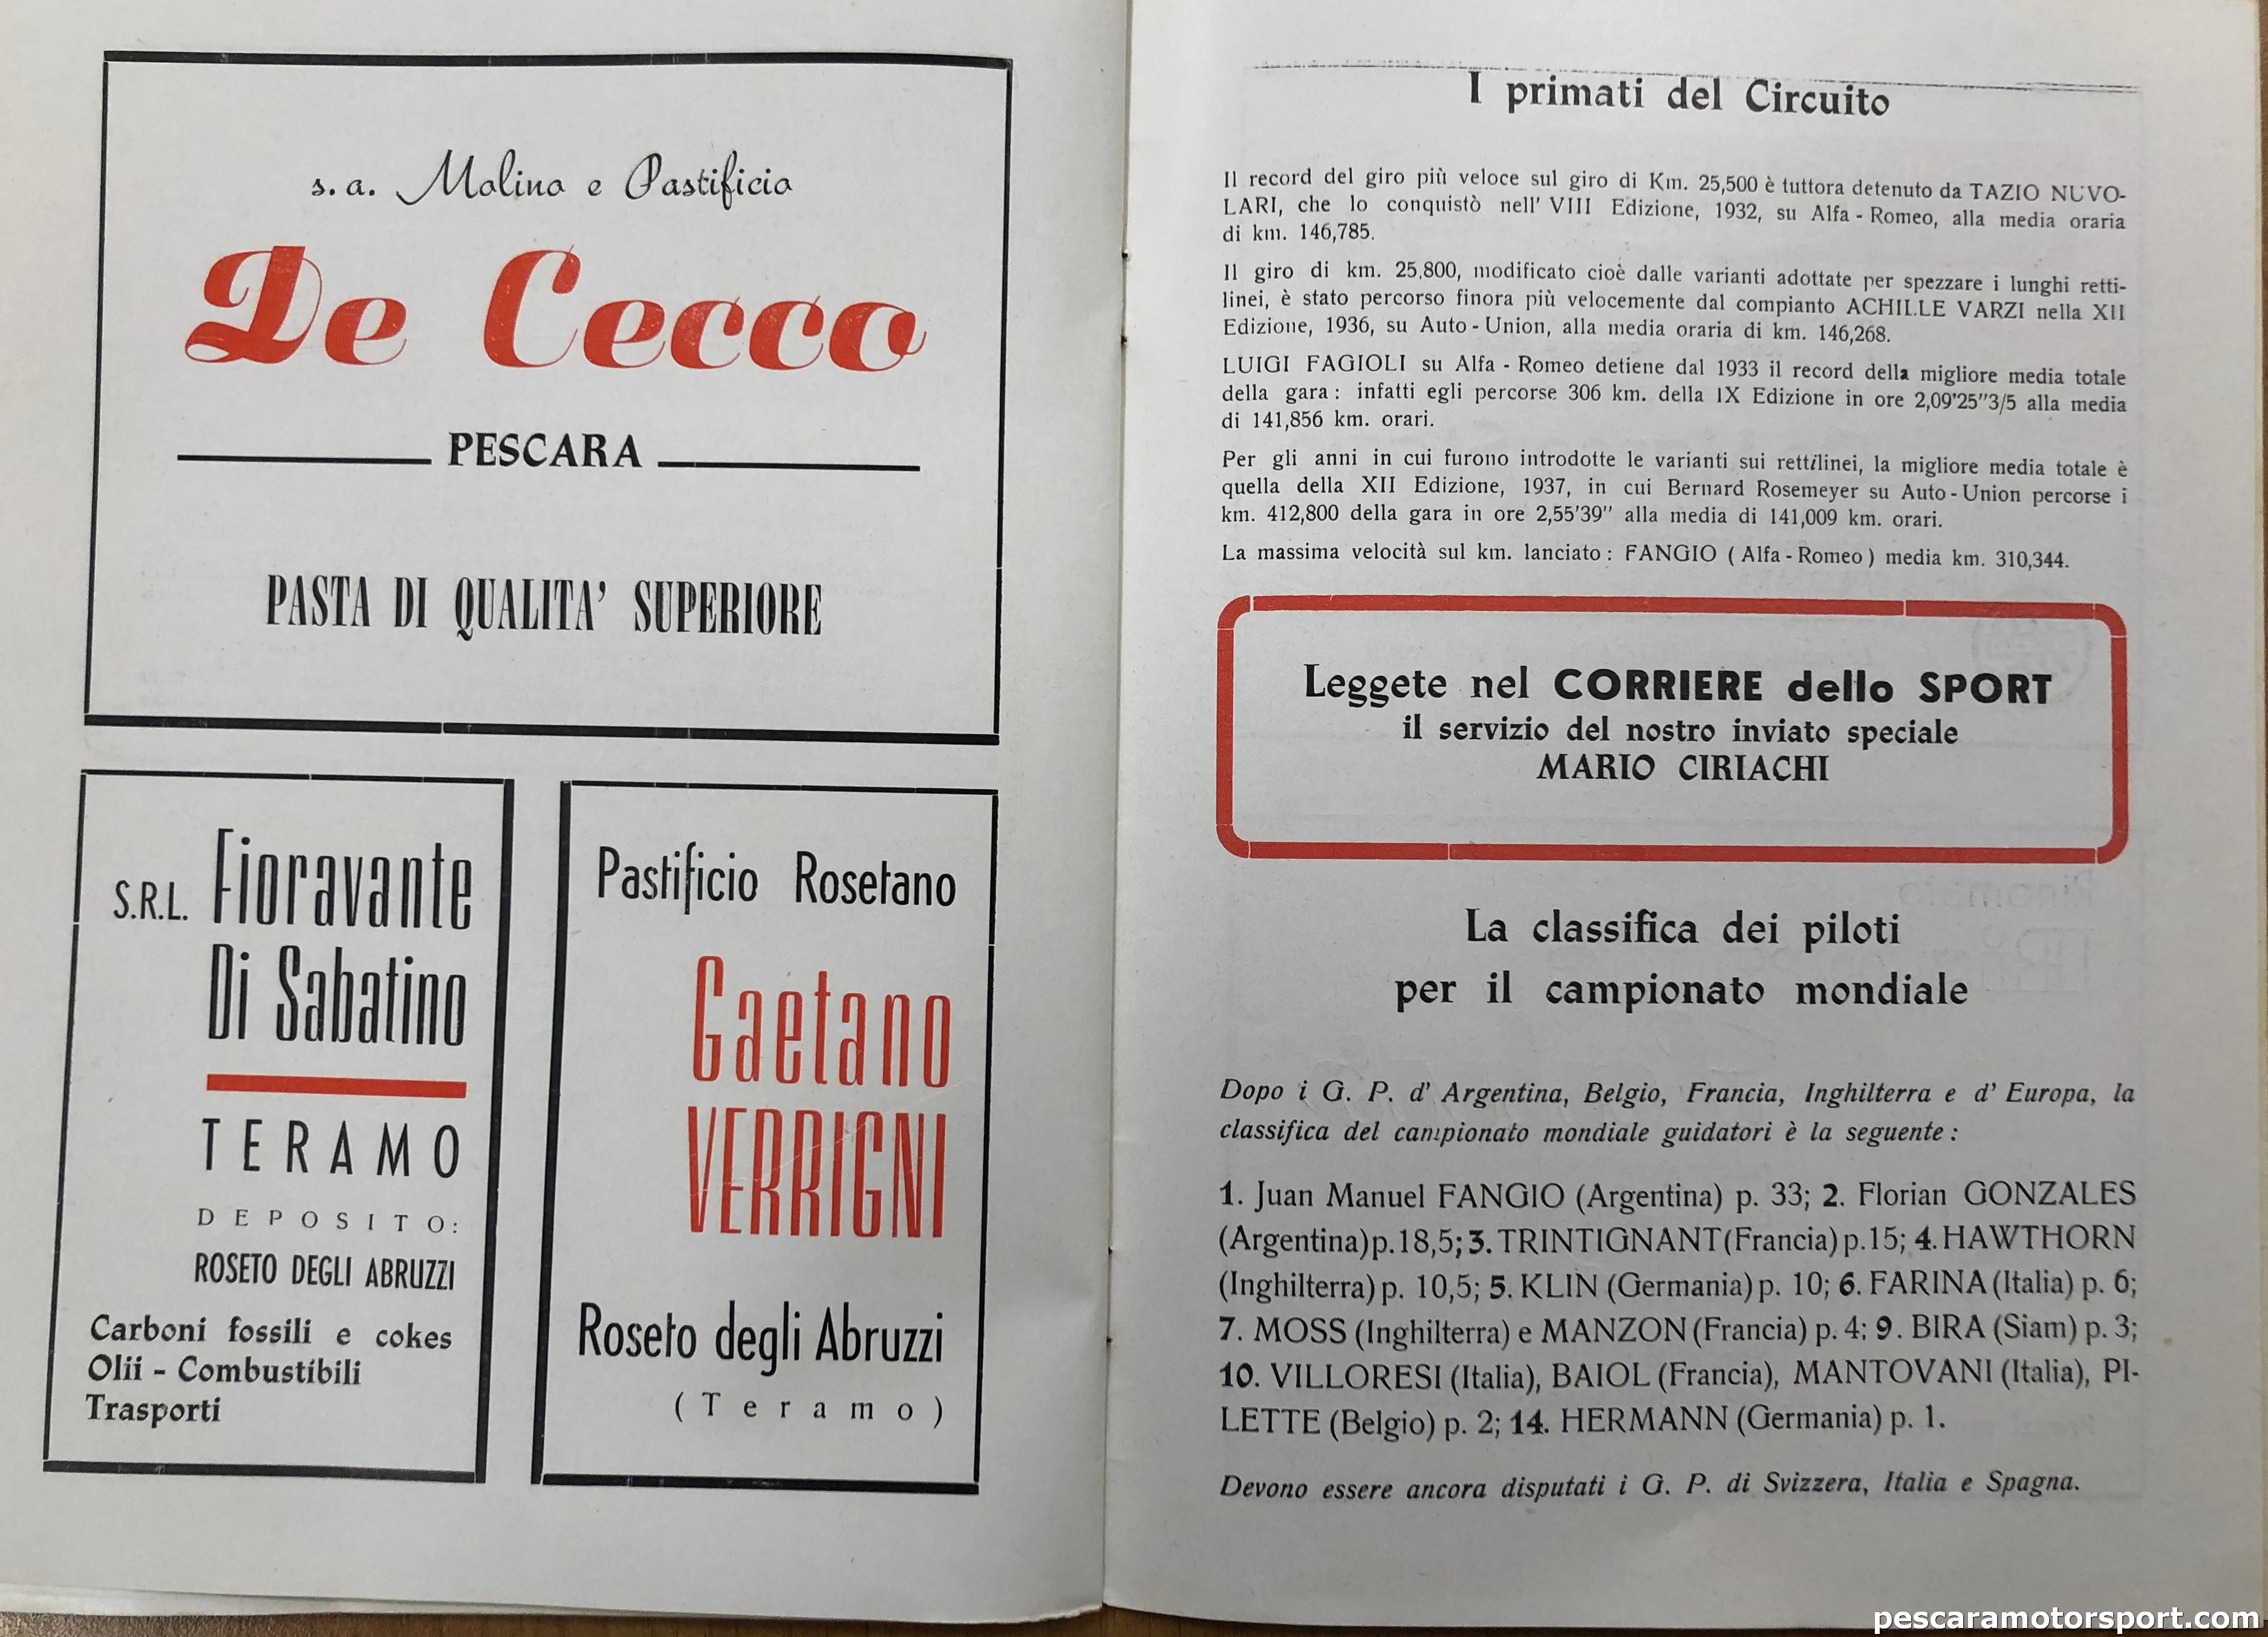 s. a. Molino e Pastificio
De Cecco
PESCARA
PASTA DI QUALITA' SUPERIORE
S.R.L. Fioravante
Di Sabatino
TERAMO
DEPOSITO:
ROSETO DEGLI ABRUZZI
Carboni fossili e cokes
Olii - Combustibili
Trasporti
Pastificio Rosetano
Gaetano
VERRIGNI
Roseto degli Abruzzi
(Teramo)
I primati del Circuito
Il record del giro più veloce sul giro di Km. 25,500 è tuttora detenuto da TAZIO NUVO-
LARI, che lo conquistò nell' VIII Edizione, 1932, su Alfa - Romeo, alla media oraria
di km. 146,785.
Il giro di km. 25,800, modificato cioè dalle varianti adottate per spezzare i lunghi retti-
linei, è stato percorso finora più velocemente dal compianto ACHILLE VARZI nella XII
Edizione, 1936, su Auto - Union, alla media oraria di km. 146,268.
LUIGI FAGIOLI su Alfa - Romeo detiene dal 1933 il record della migliore media totale
della gara : infatti egli percorse 306 km. della IX Edizione in ore 2,09'25"3/5 alla media
di 141,856 km. orari.
Per gli anni in cui furono introdotte le varianti sui rettilinei, la migliore media totale è
quella della XII Edizione, 1937, in cui Bernard Rosemeyer su Auto - Union percorse i
km. 412,800 della gara in ore 2,55'39" alla media di 141,009 km. orari.
La massima velocità sul km. lanciato : FANGIO ( Alfa - Romeo ) media km. 310,344.
Leggete nel CORRIERE dello SPORT
il servizio del nostro inviato speciale
MARIO CIRIACHI
La classifica dei piloti
per il campionato mondiale
Dopo i G. P. d' Argentina, Belgio, Francia, Inghilterra e d' Europa, la
classifica del campionato mondiale guidatori è la seguente :
1. Juan Manuel FANGIO (Argentina) p. 33; 2. Florian GONZALES
(Argentina) p. 18,5; 3. TRINTIGNANT (Francia) p. 15; 4. HAWTHORN
(Inghilterra) p. 10,5; 5. KLIN (Germania) p. 10; 6. FARINA (Italia) p. 6;
7. MOSS (Inghilterra) e MANZON (Francia) p. 4; 9. BIRA (Siam) p. 3;
10. VILLORESI (Italia), BAIOL (Francia), MANTOVANI (Italia), PI-
LETTE (Belgio) p. 2; 14. HERMANN (Germania) p. 1.
Devono essere ancora disputati i G. P. di Svizzera, Italia e Spagna.
pescaramotorsport.com